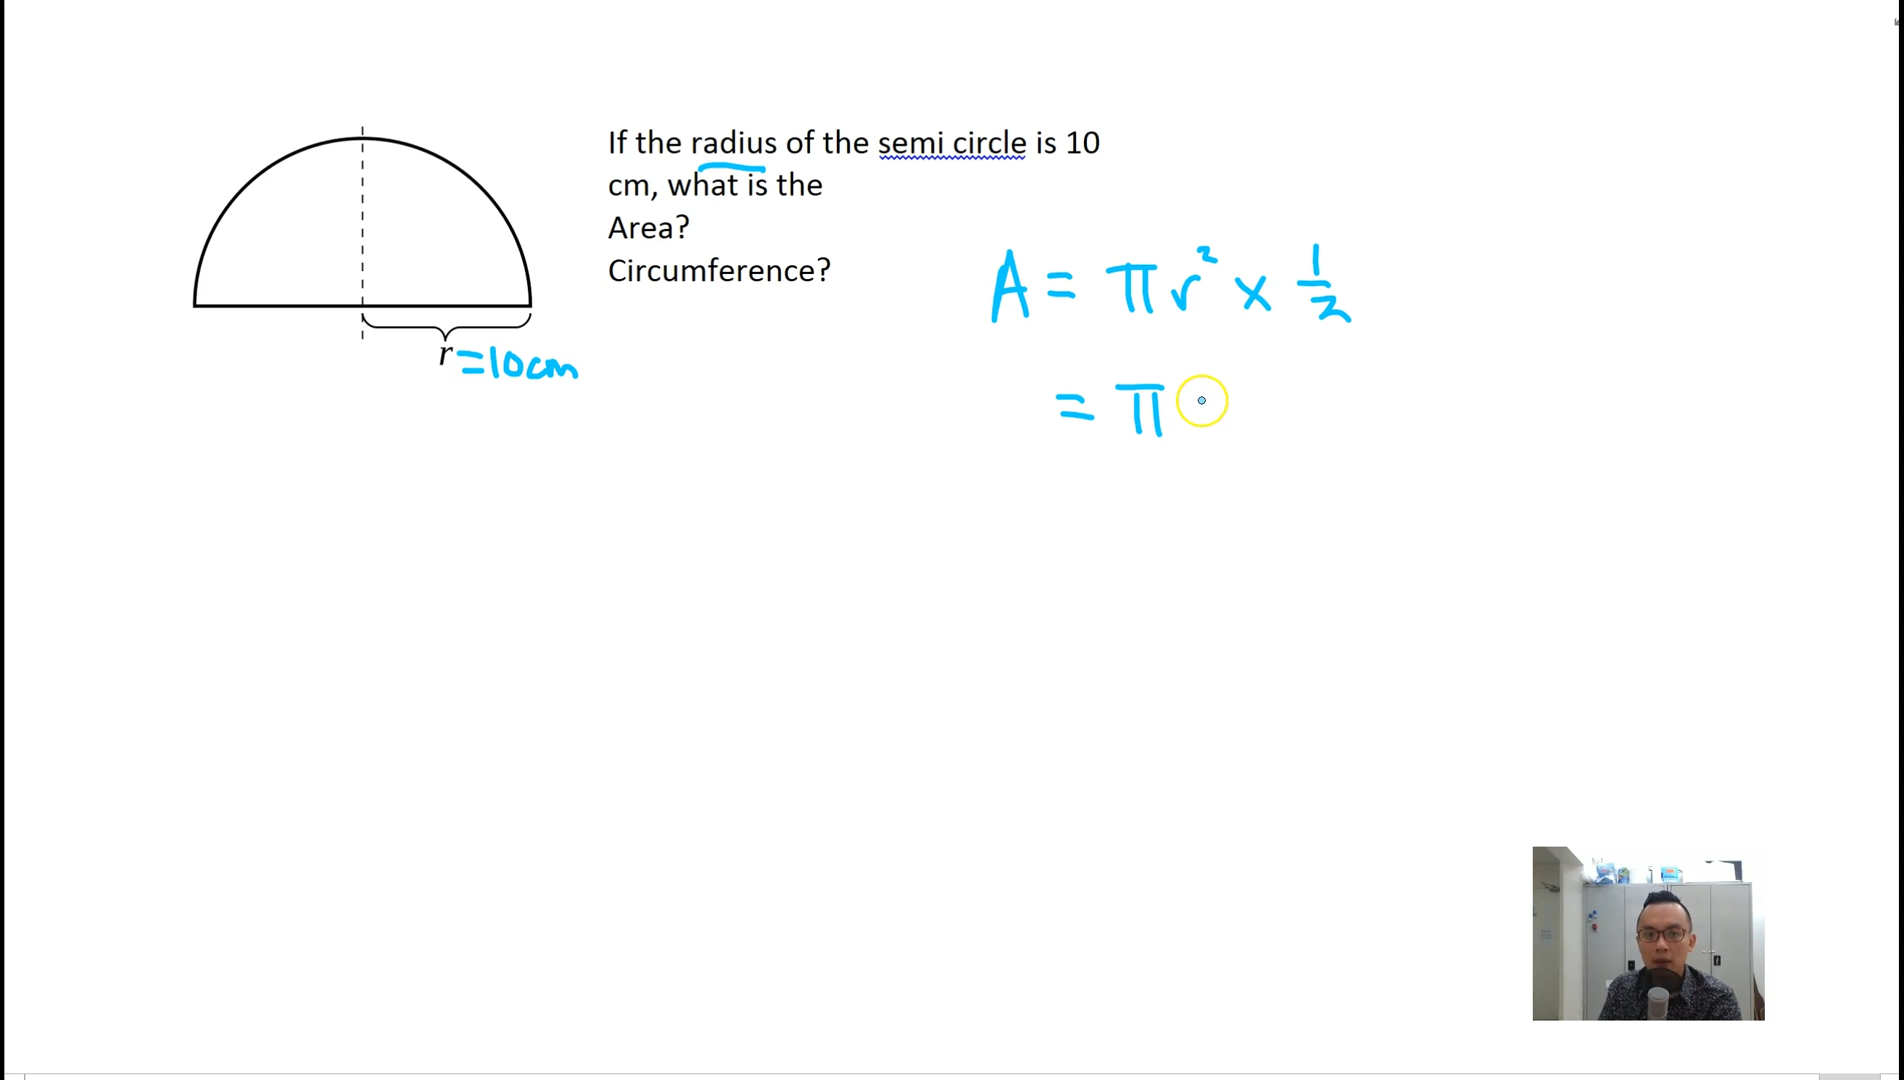 If the radius of the semi circle is 10
cm, what is the
Area?
Circumference?
A = πr² × 1/2
r =10cm
= π